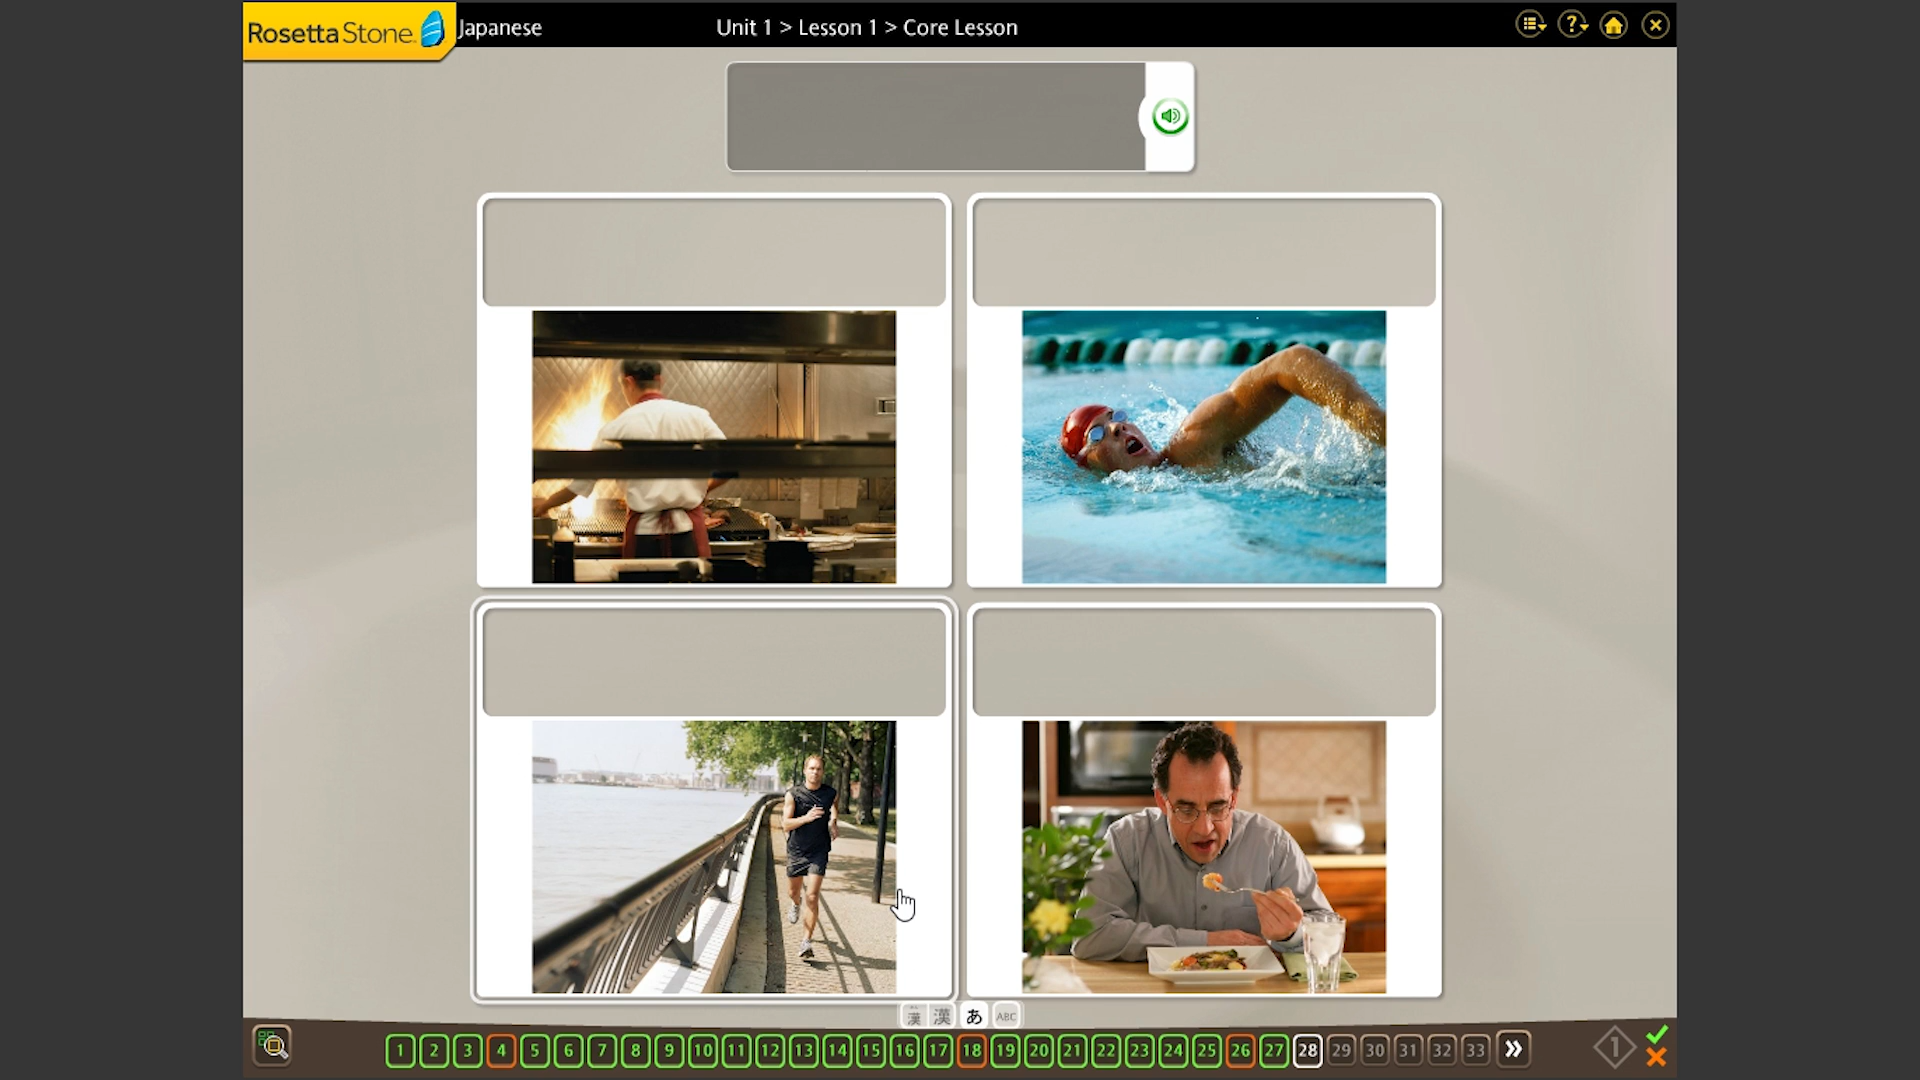 RosettaStone
Japanese
Unit 1 > Lesson 1 > Core Lesson
漢 漢 あ ABC
1 2 3 4 5 6 7 8 9 10 11 12 13 14 15 16 17 18 19 20 21 22 23 24 25 26 27 28 29 30 31 32 33 »
1